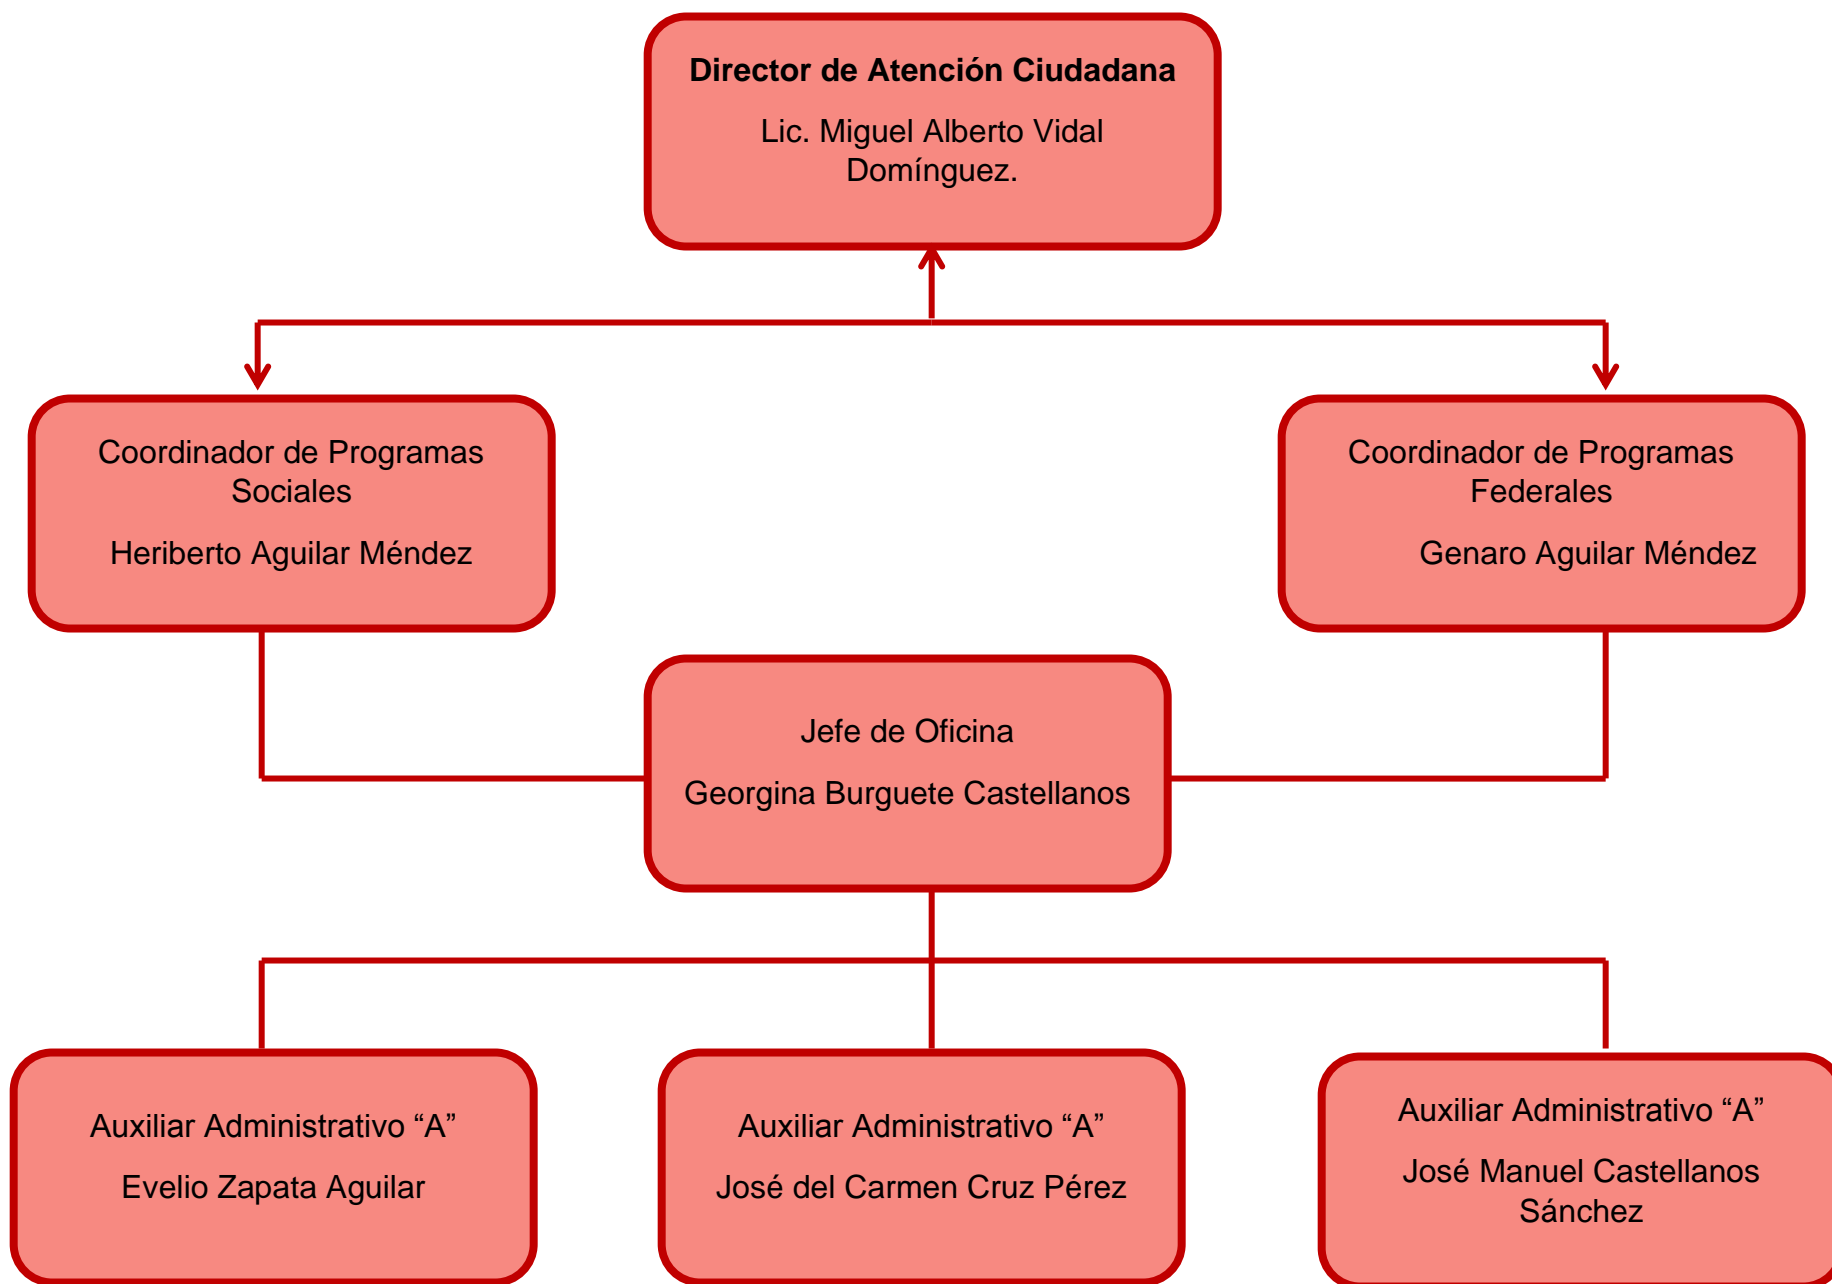 Director de Atención Ciudadana
Lic. Miguel Alberto Vidal
Domínguez.
Coordinador de Programas
Sociales
Heriberto Aguilar Méndez
Coordinador de Programas
Federales
Genaro Aguilar Méndez
Jefe de Oficina
Georgina Burguete Castellanos
Auxiliar Administrativo “A”
Evelio Zapata Aguilar
Auxiliar Administrativo “A”
José del Carmen Cruz Pérez
Auxiliar Administrativo “A”
José Manuel Castellanos
Sánchez